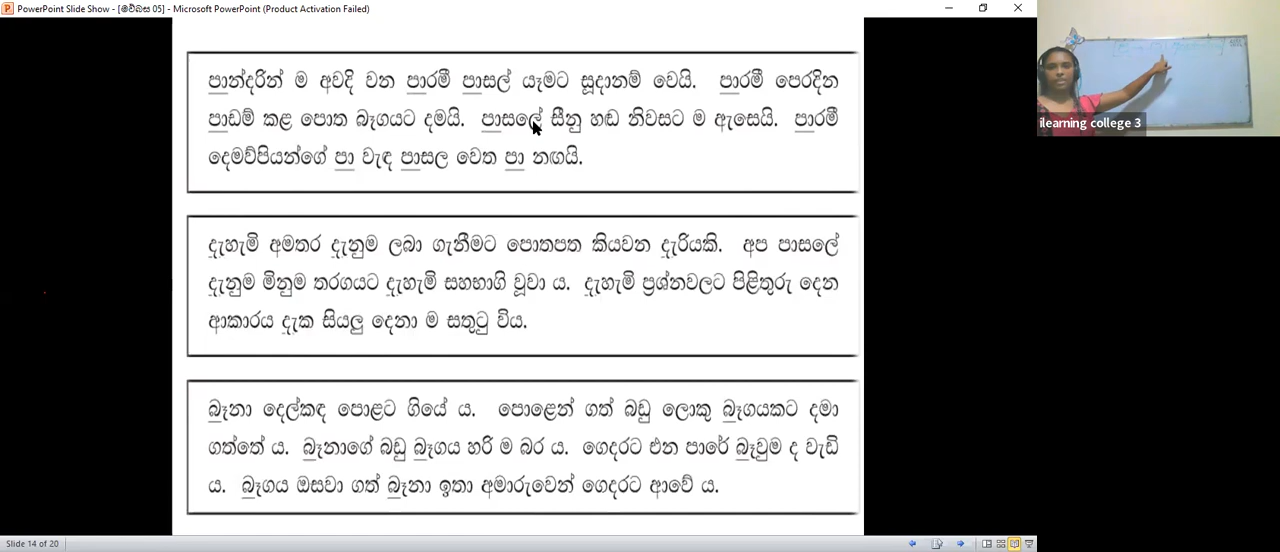 PowerPoint Slide Show - [මව්බස 05] - Microsoft PowerPoint (Product Activation Failed)
පාන්දරින් ම අවදි වන පාරමී පාසල් යෑමට සූදානම් වෙයි. පාරමී පෙරදින
පාඩම් කළ පොත බෑගයට දමයි. පාසලේ සීනු හඬ නිවසට ම ඇසෙයි. පාරමී
දෙමව්පියන්ගේ පා වැඳ පාසල වෙත පා නඟයි.
දැහැමි අමතර දැනුම ලබා ගැනීමට පොතපත කියවන දැරියකි. අප පාසලේ
දැනුම මිනුම තරගයට දැහැමි සහභාගි වූවා ය. දැහැමි ප්‍රශ්නවලට පිළිතුරු දෙන
ආකාරය දැක සියලු දෙනා ම සතුටු විය.
බෑනා දෙල්කඳ පොළට ගියේ ය. පොළෙන් ගත් බඩු ලොකු බෑගයකට දමා
ගත්තේ ය. බෑනාගේ බඩු බෑගය හරි ම බර ය. ගෙදරට එන පාරේ බෑවුම ද වැඩි
ය. බෑගය ඔසවා ගත් බෑනා ඉතා අමාරුවෙන් ගෙදරට ආවේ ය.
ilearning college 3
Slide 14 of 20